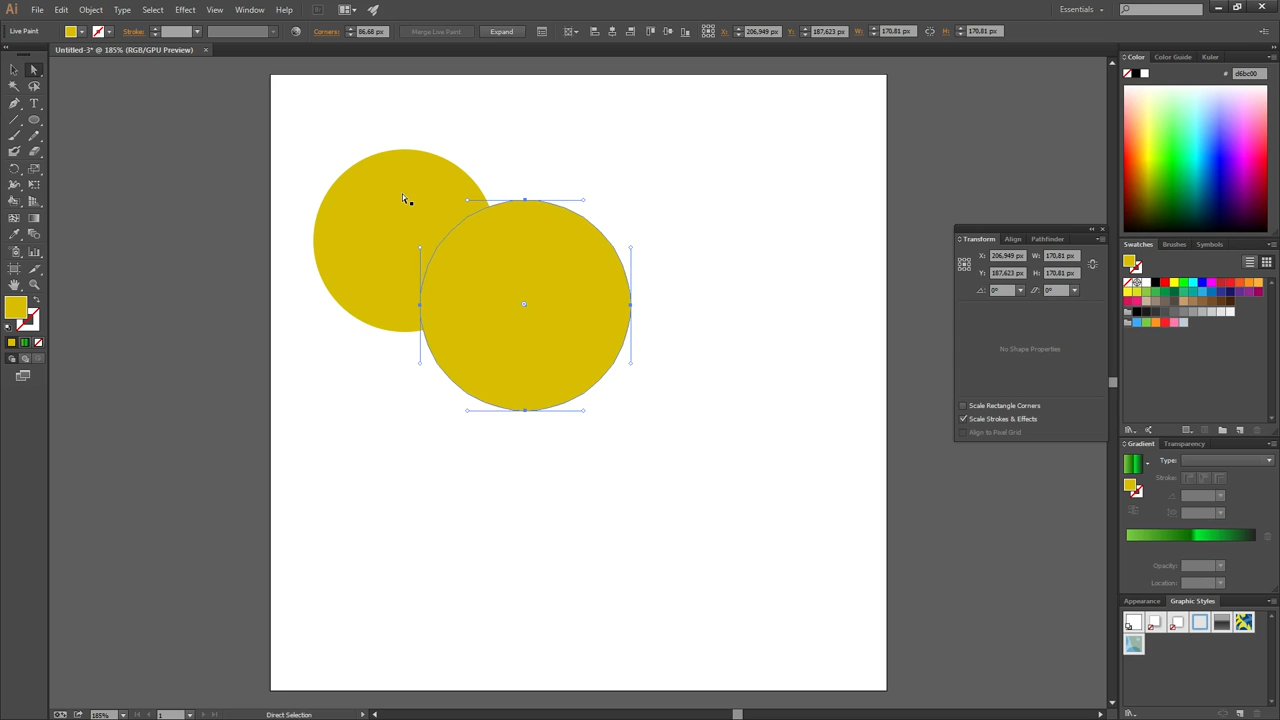 Ai File Edit Object Type Select Effect View Window Help Br Essentials
Live Paint Stroke: Corners: 86,68 px Merge Live Paint Expand X: 206,949 px Y: 187,623 px W: 170,81 px H: 170,81 px
Untitled-3* @ 185% (RGB/GPU Preview) ×
Color Color Guide Kuler
# d6bc00
Transform Align Pathfinder
X: 206,949 px W: 170,81 px
Y: 187,623 px H: 170,81 px
0° 0°
No Shape Properties
Scale Rectangle Corners
Scale Strokes & Effects
Align to Pixel Grid
Swatches Brushes Symbols
Gradient Transparency
Type:
Stroke:
Opacity:
Location:
Appearance Graphic Styles
185% 1 Direct Selection